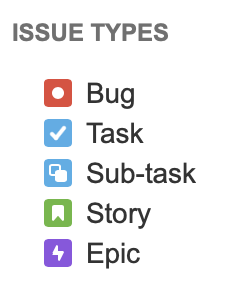 ISSUE TYPES
Bug
Task
Sub-task
Story
Epic